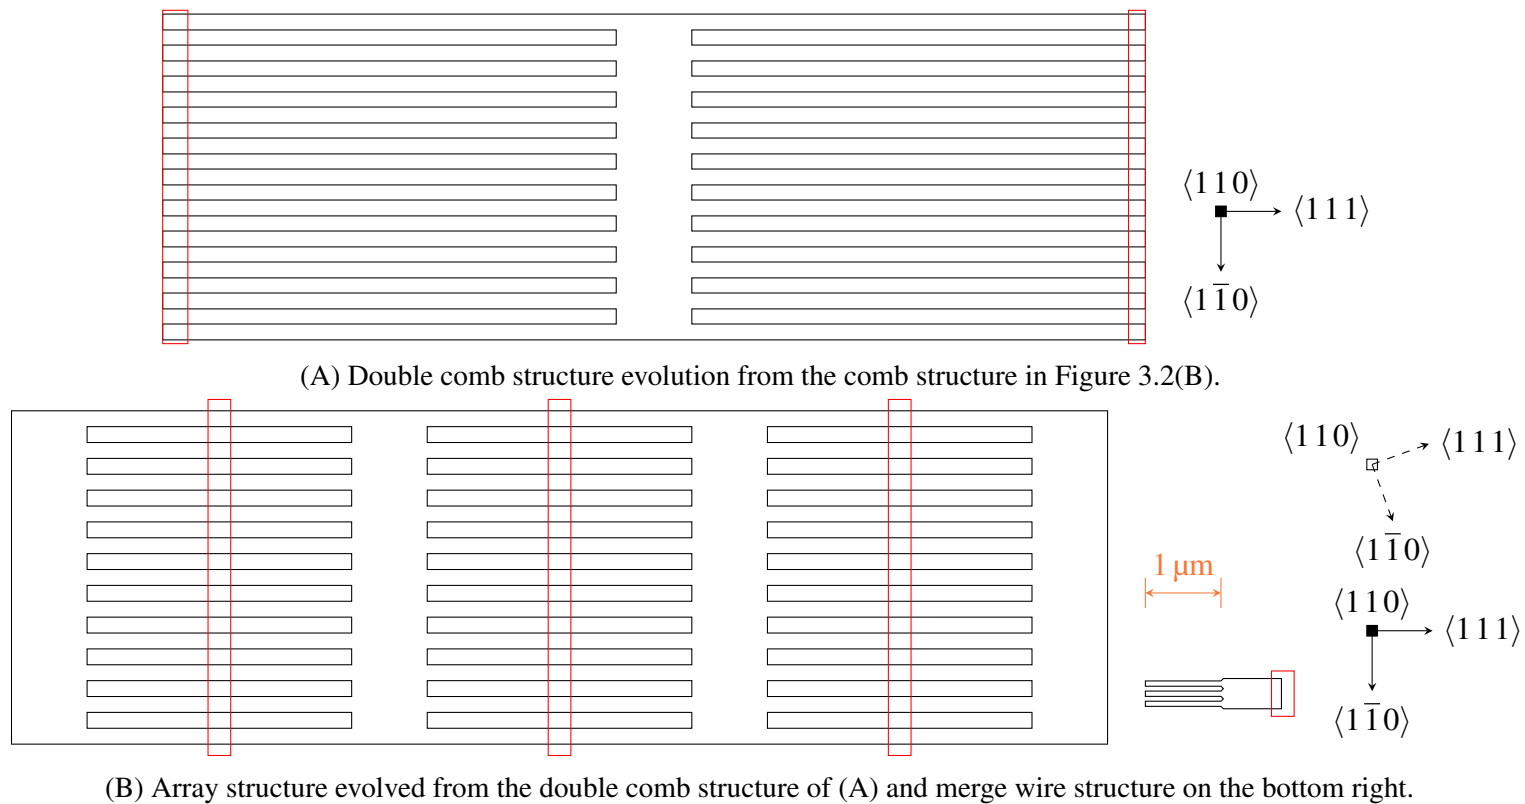 ⟨1 1 0⟩
⟨1 1 1⟩
⟨1 1̅ 0⟩
(A) Double comb structure evolution from the comb structure in Figure 3.2(B).
⟨1 1 0⟩
⟨1 1 1⟩
⟨1 1̅ 0⟩
1 µm
⟨1 1 0⟩
⟨1 1 1⟩
⟨1 1̅ 0⟩
(B) Array structure evolved from the double comb structure of (A) and merge wire structure on the bottom right.